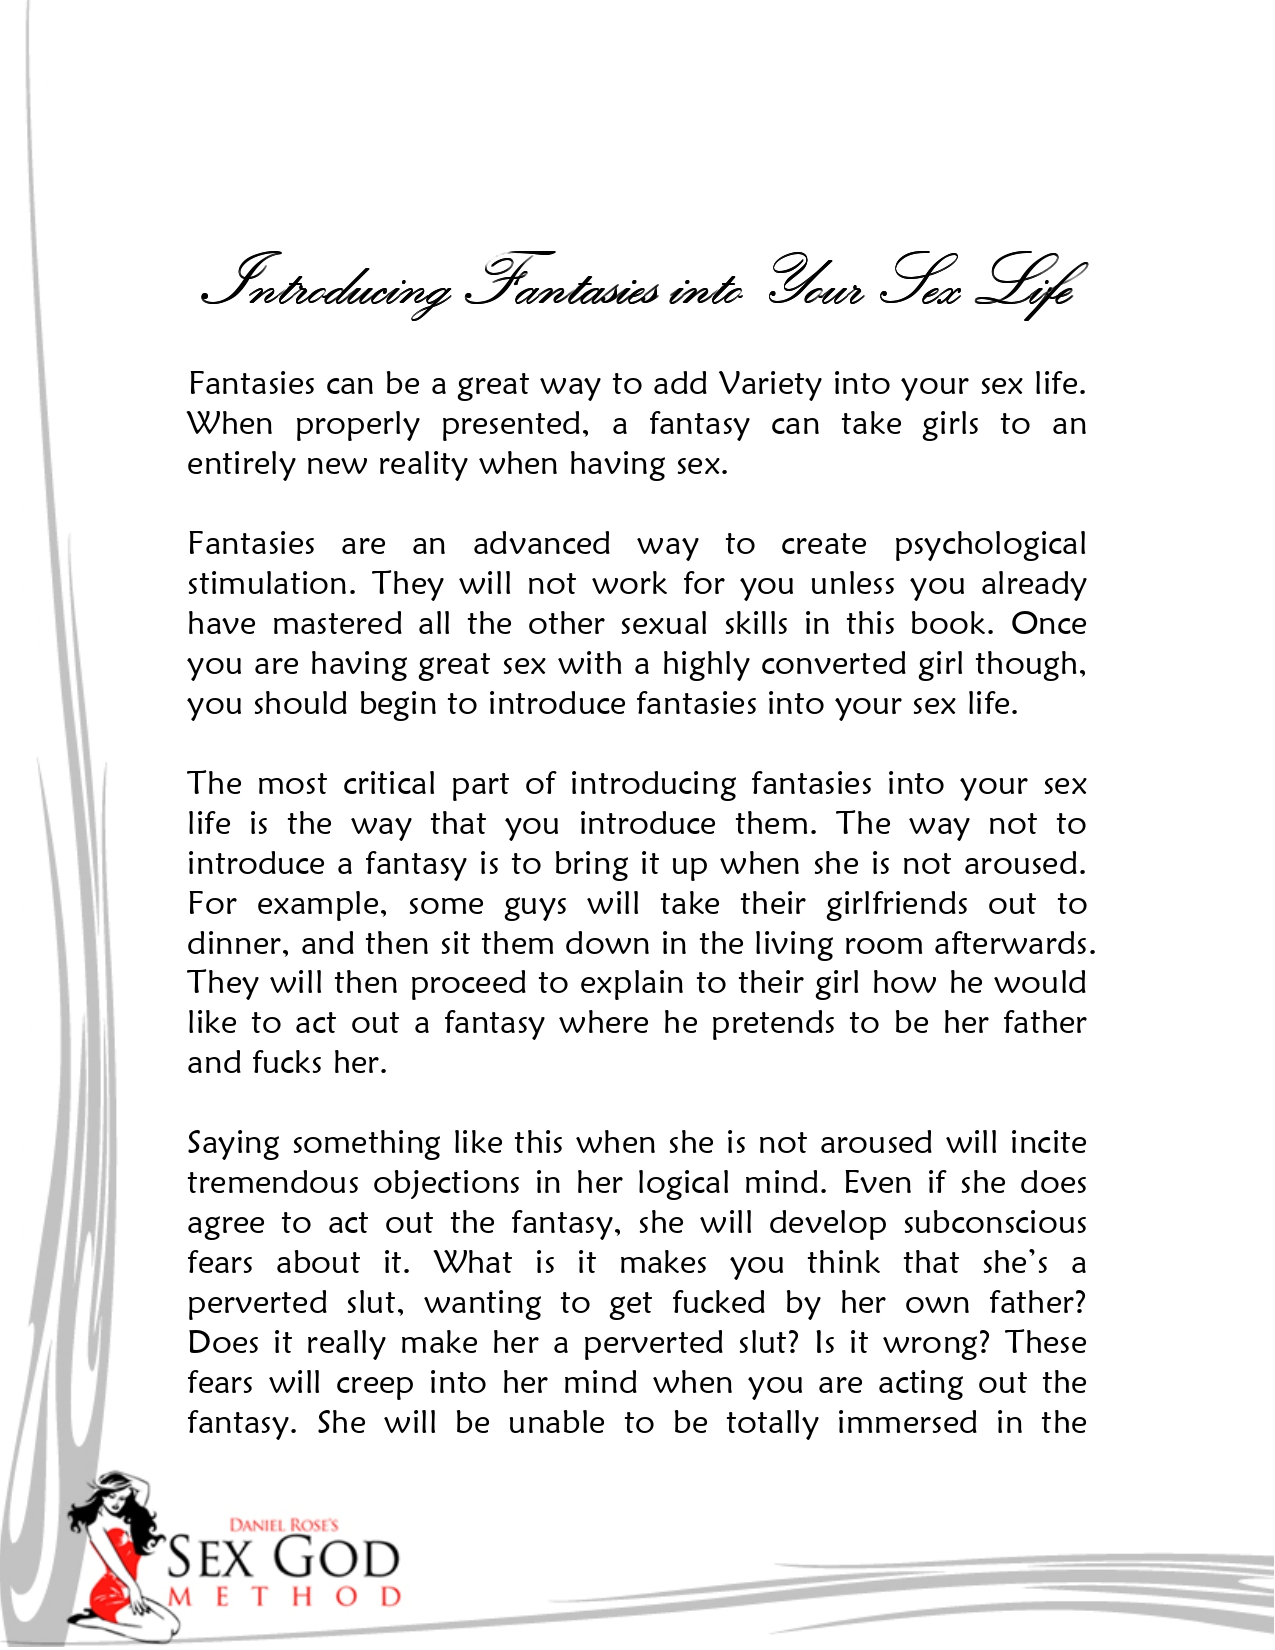 Introducing Fantasies into Your Sex Life
Fantasies can be a great way to add Variety into your sex life.
When properly presented, a fantasy can take girls to an
entirely new reality when having sex.
Fantasies are an advanced way to create psychological
stimulation. They will not work for you unless you already
have mastered all the other sexual skills in this book. Once
you are having great sex with a highly converted girl though,
you should begin to introduce fantasies into your sex life.
The most critical part of introducing fantasies into your sex
life is the way that you introduce them. The way not to
introduce a fantasy is to bring it up when she is not aroused.
For example, some guys will take their girlfriends out to
dinner, and then sit them down in the living room afterwards.
They will then proceed to explain to their girl how he would
like to act out a fantasy where he pretends to be her father
and fucks her.
Saying something like this when she is not aroused will incite
tremendous objections in her logical mind. Even if she does
agree to act out the fantasy, she will develop subconscious
fears about it. What is it makes you think that she's a
perverted slut, wanting to get fucked by her own father?
Does it really make her a perverted slut? Is it wrong? These
fears will creep into her mind when you are acting out the
fantasy. She will be unable to be totally immersed in the
DANIEL ROSE'S
SEX GOD
METHOD